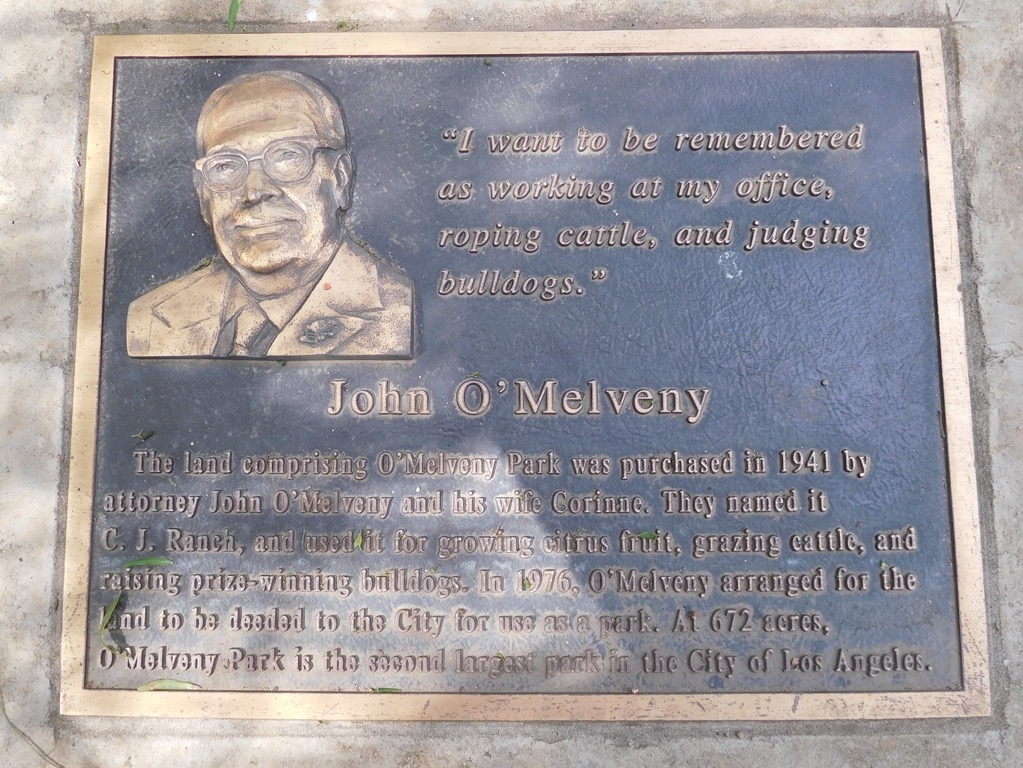 “I want to be remembered
as working at my office,
roping cattle, and judging
bulldogs.”
John O’Melveny
The land comprising O’Melveny Park was purchased in 1941 by
attorney John O’Melveny and his wife Corinne. They named it
C. J. Ranch, and used it for growing citrus fruit, grazing cattle, and
raising prize-winning bulldogs. In 1976, O’Melveny arranged for the
land to be deeded to the City for use as a park. At 672 acres,
O’Melveny Park is the second largest park in the City of Los Angeles.